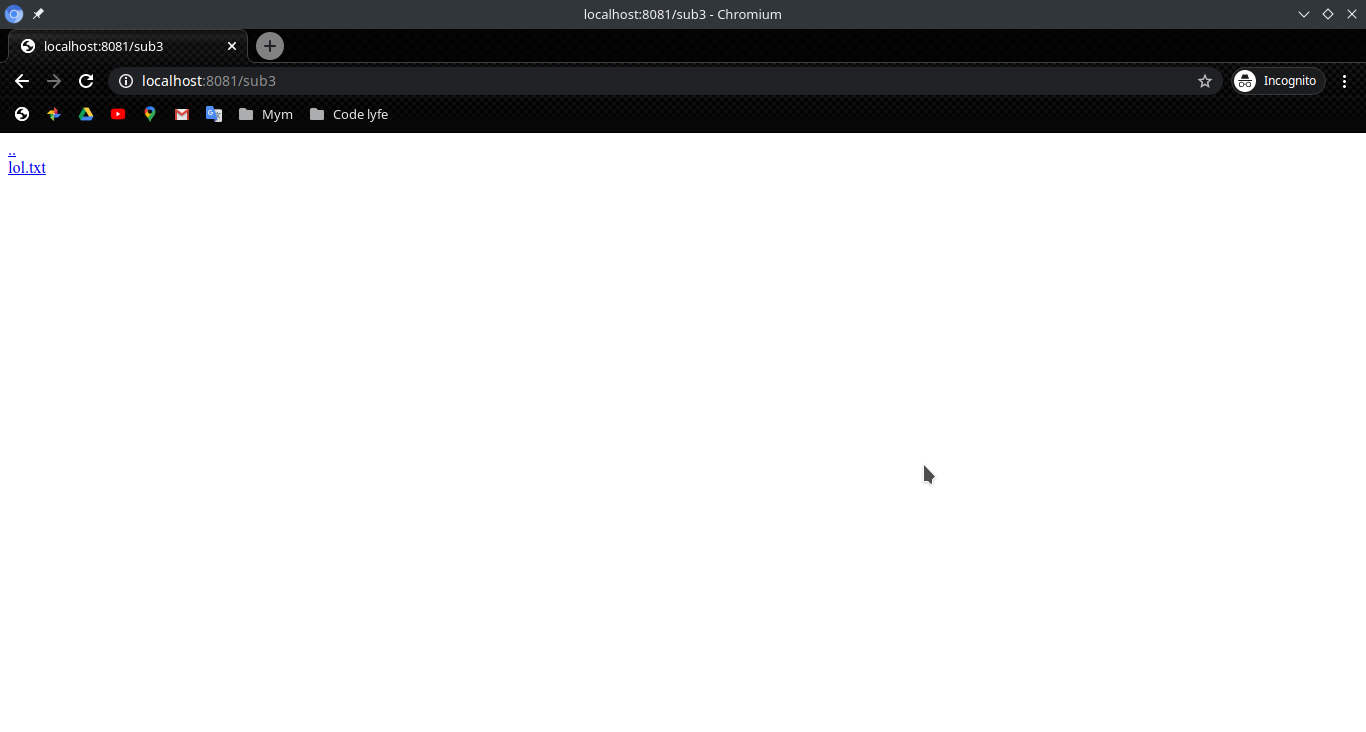 localhost:8081/sub3 - Chromium
localhost:8081/sub3
localhost:8081/sub3
Incognito
Mym
Code lyfe
..
lol.txt